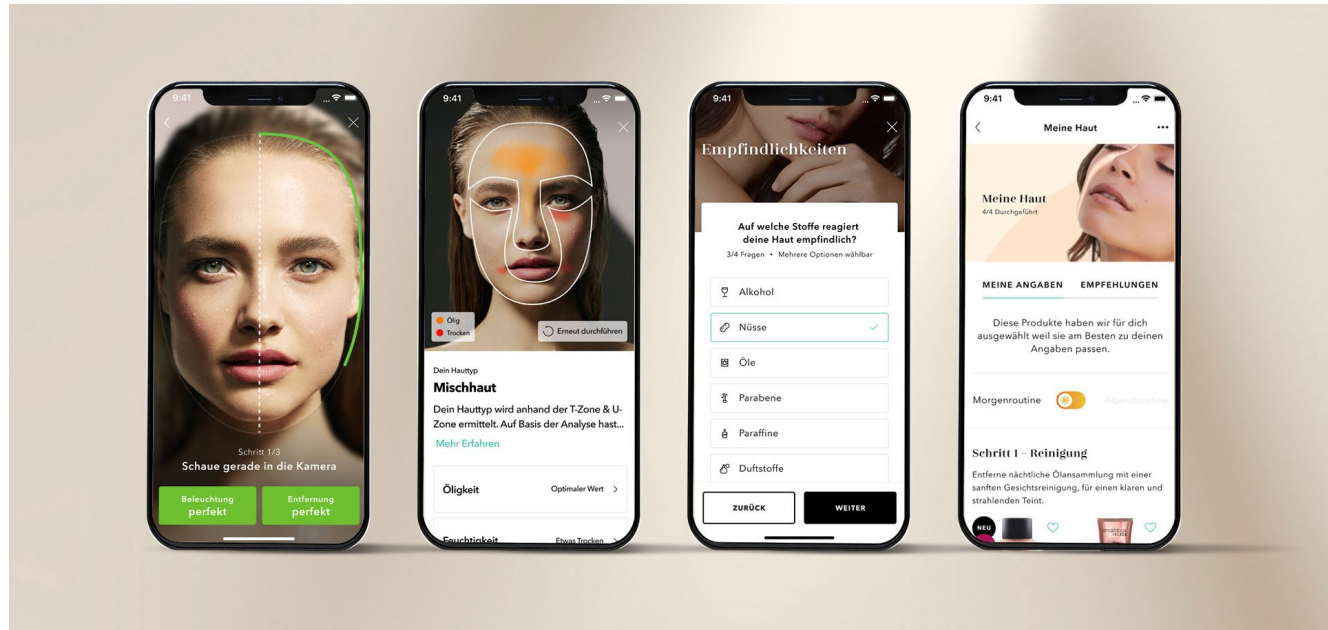 9:41
Schritt 1/3
Schaue gerade in die Kamera
Beleuchtung
perfekt
Entfernung
perfekt
9:41
Ölig
Trocken
Erneut durchführen
Dein Hauttyp
Mischhaut
Dein Hauttyp wird anhand der T-Zone & U-
Zone ermittelt. Auf Basis der Analyse hast...
Mehr Erfahren
Öligkeit
Optimaler Wert
Feuchtigkeit
Etwas Trocken
9:41
Empfindlichkeiten
Auf welche Stoffe reagiert
deine Haut empfindlich?
3/4 Fragen • Mehrere Optionen wählbar
Alkohol
Nüsse
Öle
Parabene
Paraffine
Duftstoffe
ZURÜCK
WEITER
9:41
Meine Haut
Meine Haut
4/4 Durchgeführt
MEINE ANGABEN
EMPFEHLUNGEN
Diese Produkte haben wir für dich
ausgewählt weil sie am Besten zu deinen
Angaben passen.
Morgenroutine
Abendroutine
Schritt 1 – Reinigung
Entferne nächtliche Ölansammlung mit einer
sanften Gesichtsreinigung, für einen klaren und
strahlenden Teint.
NEU